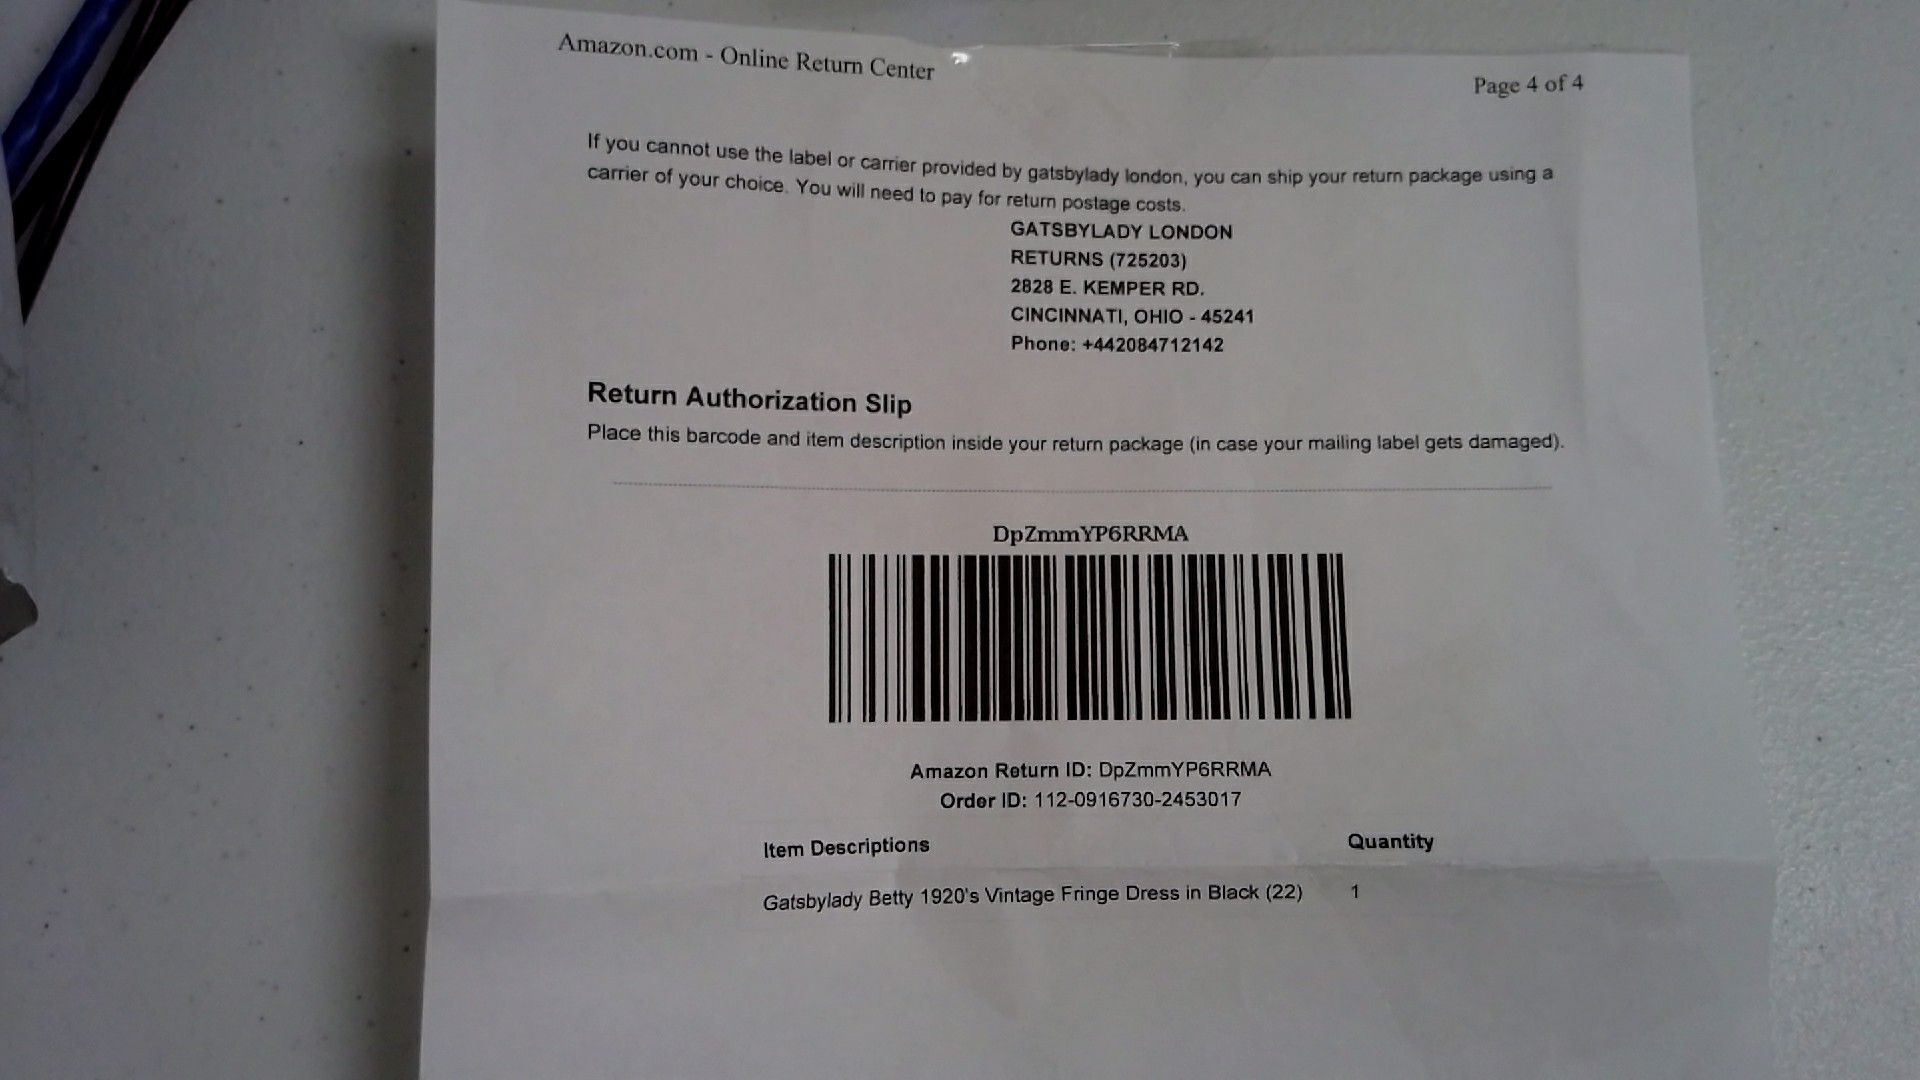 Amazon.com - Online Return Center
Page 4 of 4
If you cannot use the label or carrier provided by gatsbylady london, you can ship your return package using a
carrier of your choice. You will need to pay for return postage costs.
GATSBYLADY LONDON
RETURNS (725203)
2828 E. KEMPER RD.
CINCINNATI, OHIO - 45241
Phone: +442084712142
Return Authorization Slip
Place this barcode and item description inside your return package (in case your mailing label gets damaged).
DpZmmYP6RRMA
Amazon Return ID: DpZmmYP6RRMA
Order ID: 112-0916730-2453017
Item Descriptions Quantity
Gatsbylady Betty 1920's Vintage Fringe Dress in Black (22) 1